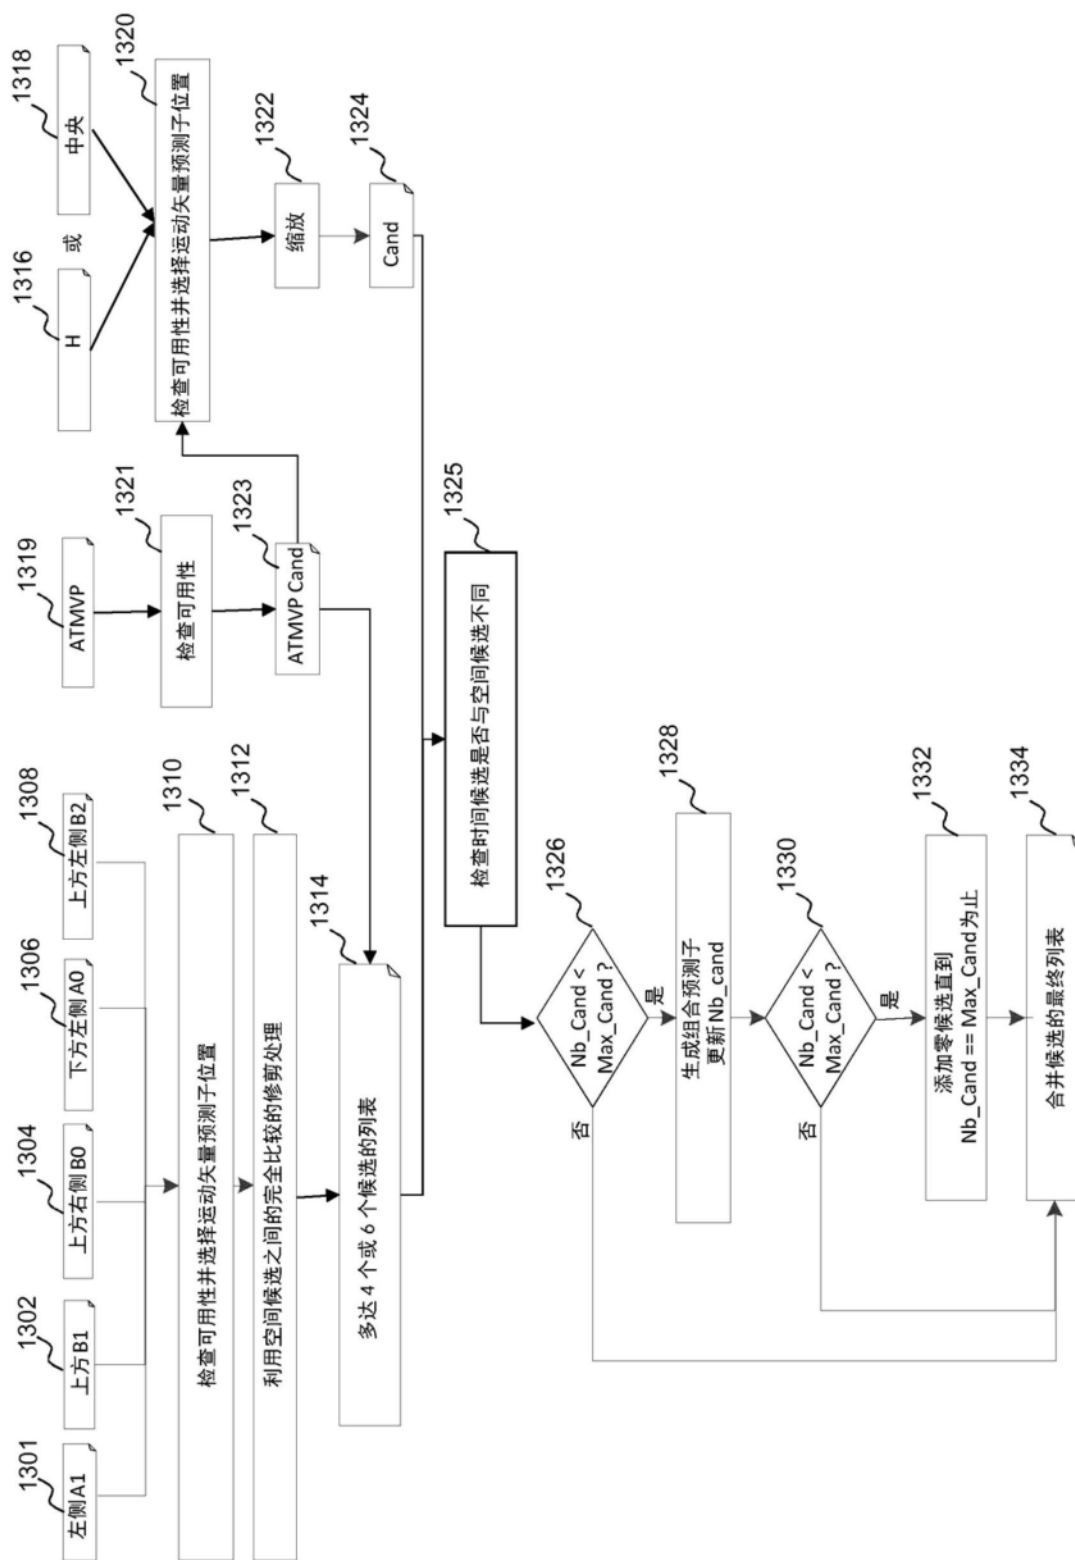 1301
左侧A1
1302
上方B1
1304
上方右侧B0
1306
下方左侧A0
1308
上方左侧B2
1310
检查可用性并选择运动矢量预测子位置
1312
利用空间候选之间的完全比较的修剪处理
1314
多达4个或6个候选的列表
1319
ATMVP
1321
检查可用性
1323
ATMVP Cand
1316
H
或
1318
中央
1320
检查可用性并选择运动矢量预测子位置
1322
缩放
1324
Cand
1325
检查时间候选是否与空间候选不同
1326
Nb_Cand <
Max_Cand ?
否
是
1328
生成组合预测子
更新Nb_cand
1330
Nb_Cand <
Max_Cand ?
否
是
1332
添加零候选直到
Nb_Cand == Max_Cand为止
1334
合并候选的最终列表